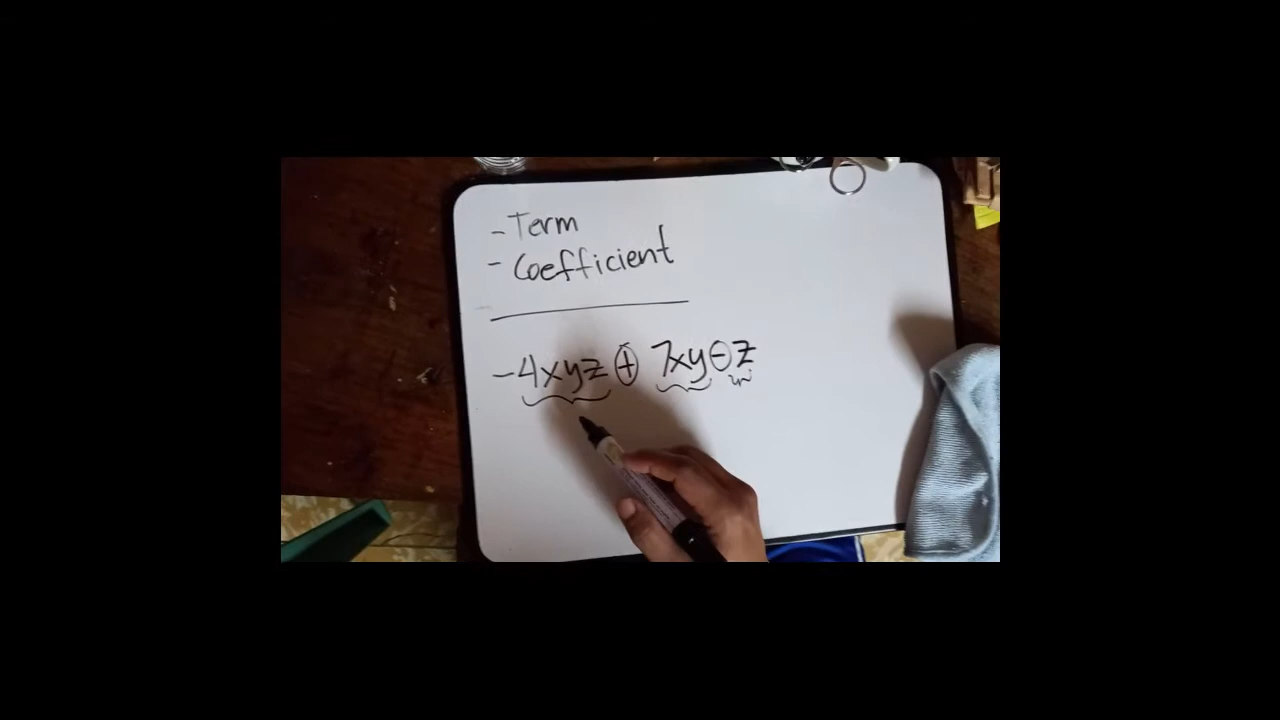 - Term
- Coefficient
-4xyz + 7xy - z